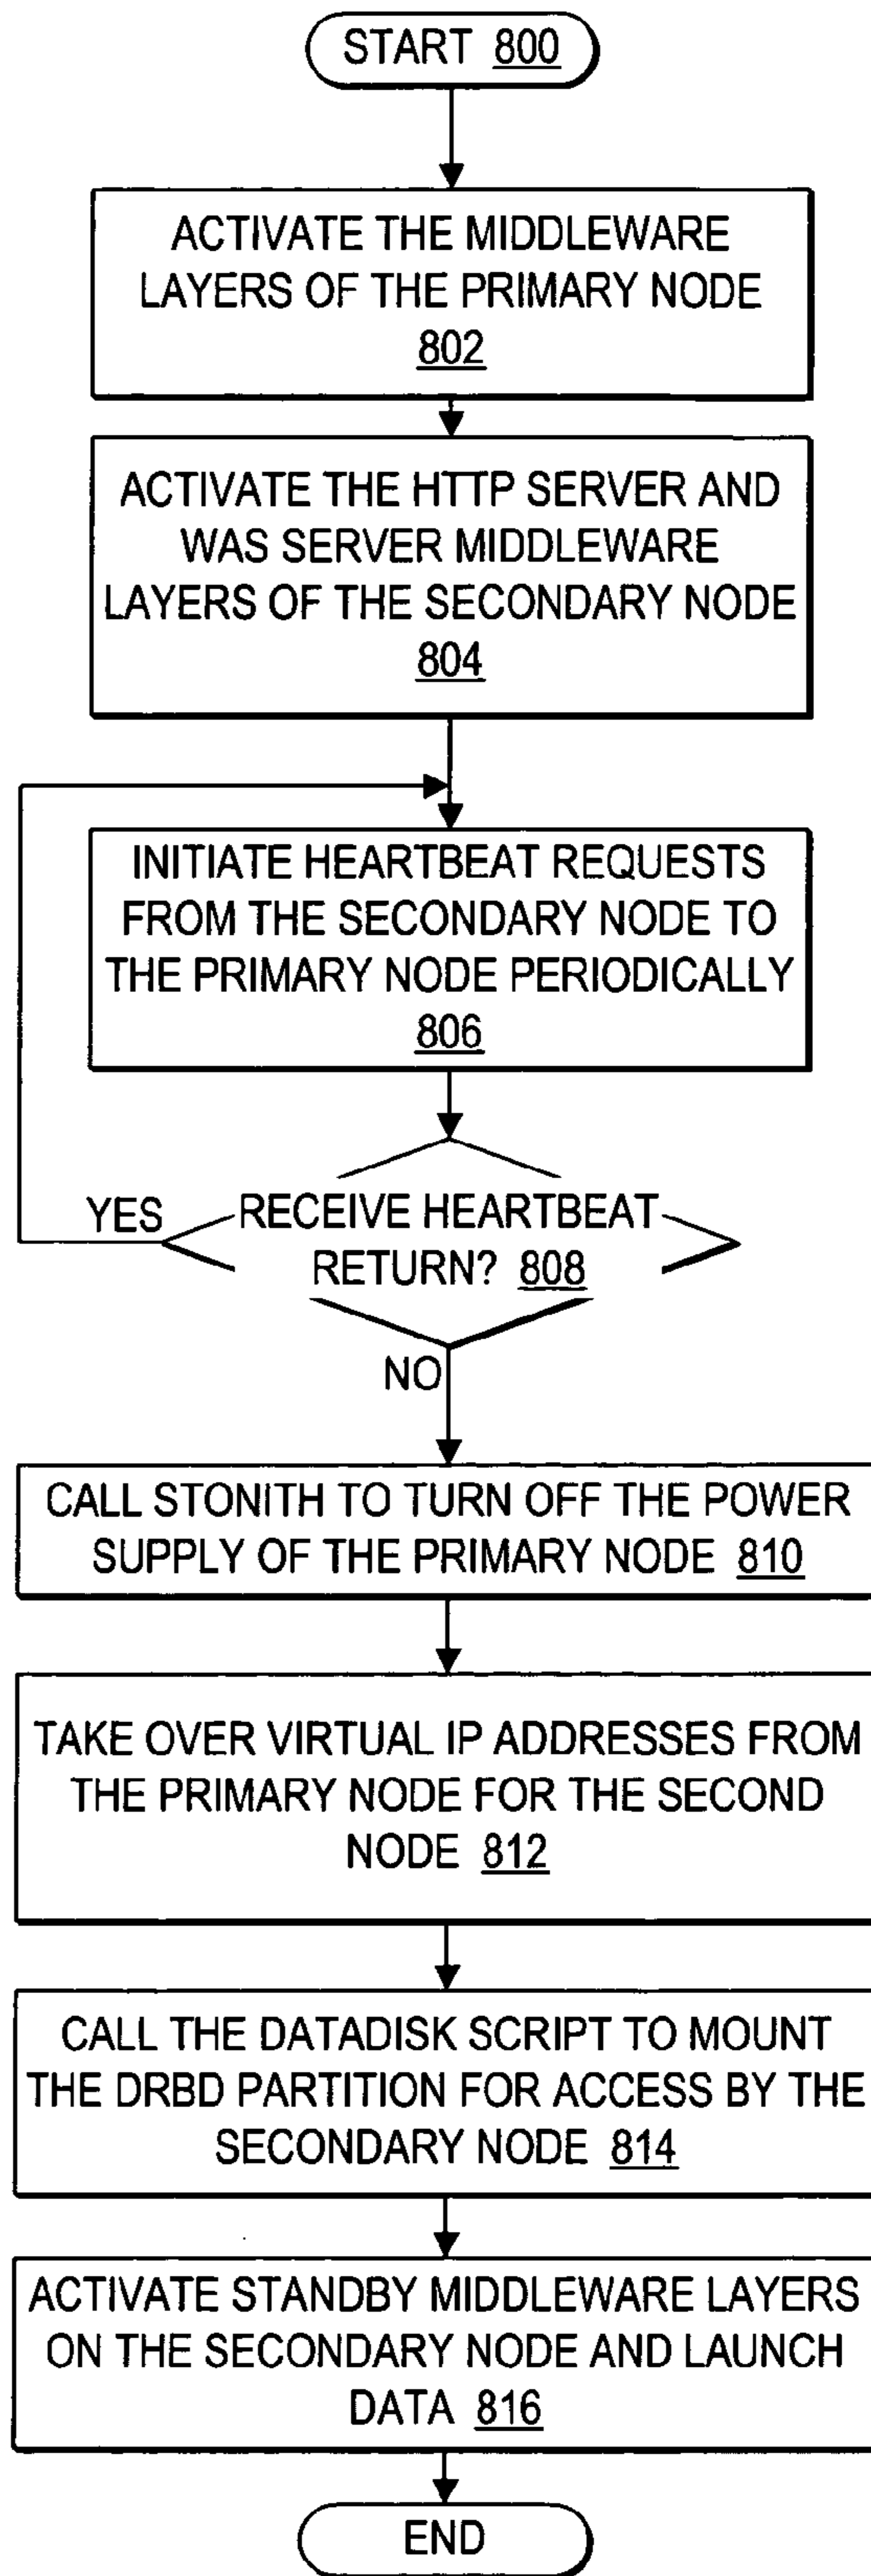 START 800
ACTIVATE THE MIDDLEWARE
LAYERS OF THE PRIMARY NODE
802
ACTIVATE THE HTTP SERVER AND
WAS SERVER MIDDLEWARE
LAYERS OF THE SECONDARY NODE
804
INITIATE HEARTBEAT REQUESTS
FROM THE SECONDARY NODE TO
THE PRIMARY NODE PERIODICALLY
806
YES
RECEIVE HEARTBEAT
RETURN? 808
NO
CALL STONITH TO TURN OFF THE POWER
SUPPLY OF THE PRIMARY NODE 810
TAKE OVER VIRTUAL IP ADDRESSES FROM
THE PRIMARY NODE FOR THE SECOND
NODE 812
CALL THE DATADISK SCRIPT TO MOUNT
THE DRBD PARTITION FOR ACCESS BY THE
SECONDARY NODE 814
ACTIVATE STANDBY MIDDLEWARE LAYERS
ON THE SECONDARY NODE AND LAUNCH
DATA 816
END